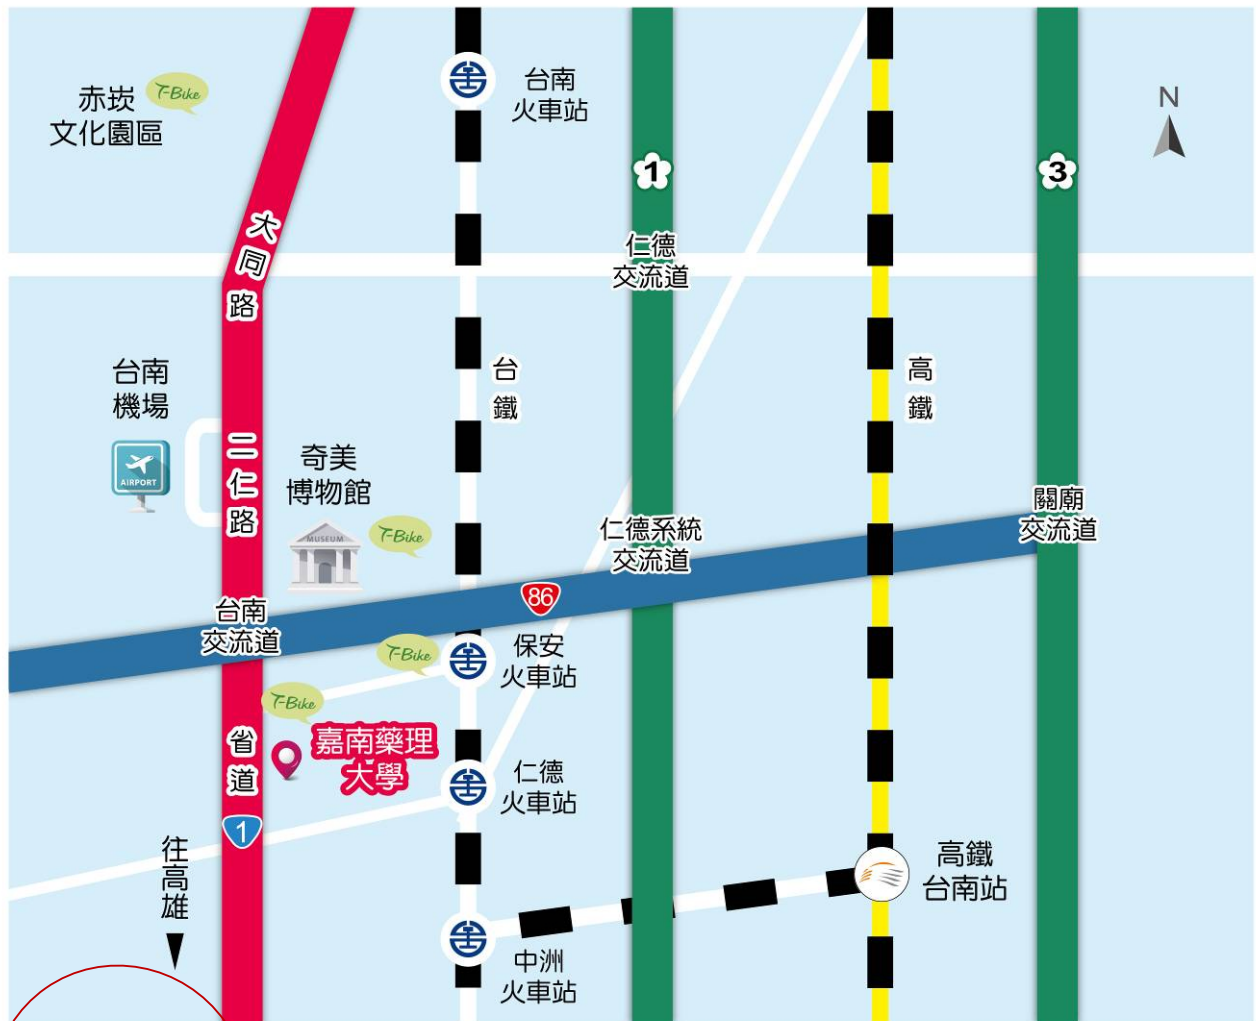 台南
火車站
赤崁
文化園區
T-Bike
N
1
3
大同路
仁德
交流道
台南
機場
AIRPORT
台鐵
高鐵
二仁路
奇美
博物館
MUSEUM
T-Bike
關廟
交流道
仁德系統
交流道
86
台南
交流道
T-Bike
保安
火車站
T-Bike
省道
嘉南藥理
大學
仁德
火車站
1
往高雄
高鐵
台南站
中洲
火車站